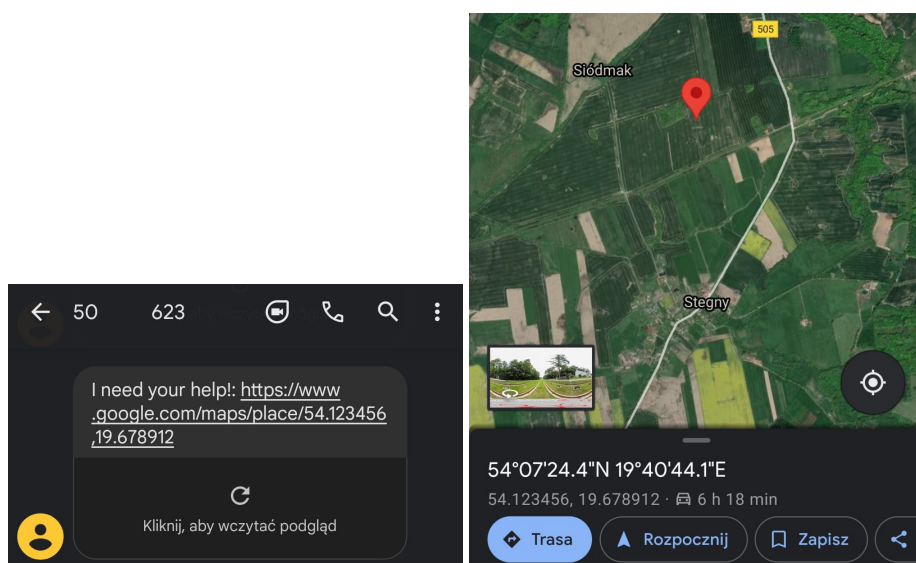 50 623
I need your help!: https://www
.google.com/maps/place/54.123456
,19.678912
Kliknij, aby wczytać podgląd
505
Siódmak
Stegny
54°07'24.4"N 19°40'44.1"E
54.123456, 19.678912 · 6 h 18 min
Trasa
Rozpocznij
Zapisz